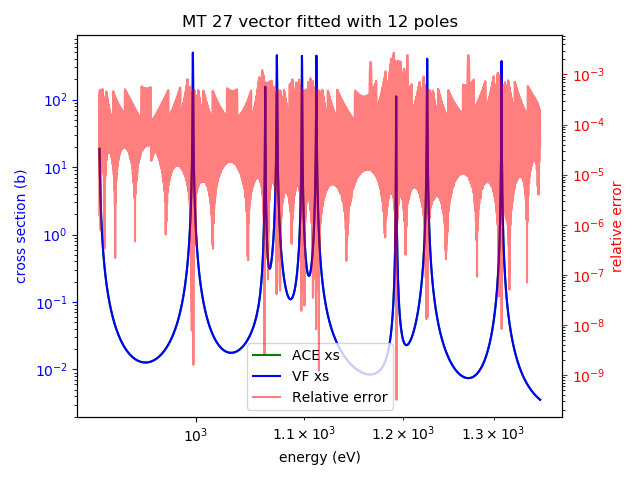 MT 27 vector fitted with 12 poles
cross section (b)
10²
10¹
10⁰
10⁻¹
10⁻²
10⁻³
10⁻⁴
10⁻⁵
10⁻⁶
10⁻⁷
10⁻⁸
10⁻⁹
relative error
ACE xs
VF xs
Relative error
10³
1.1 × 10³
1.2 × 10³
1.3 × 10³
energy (eV)